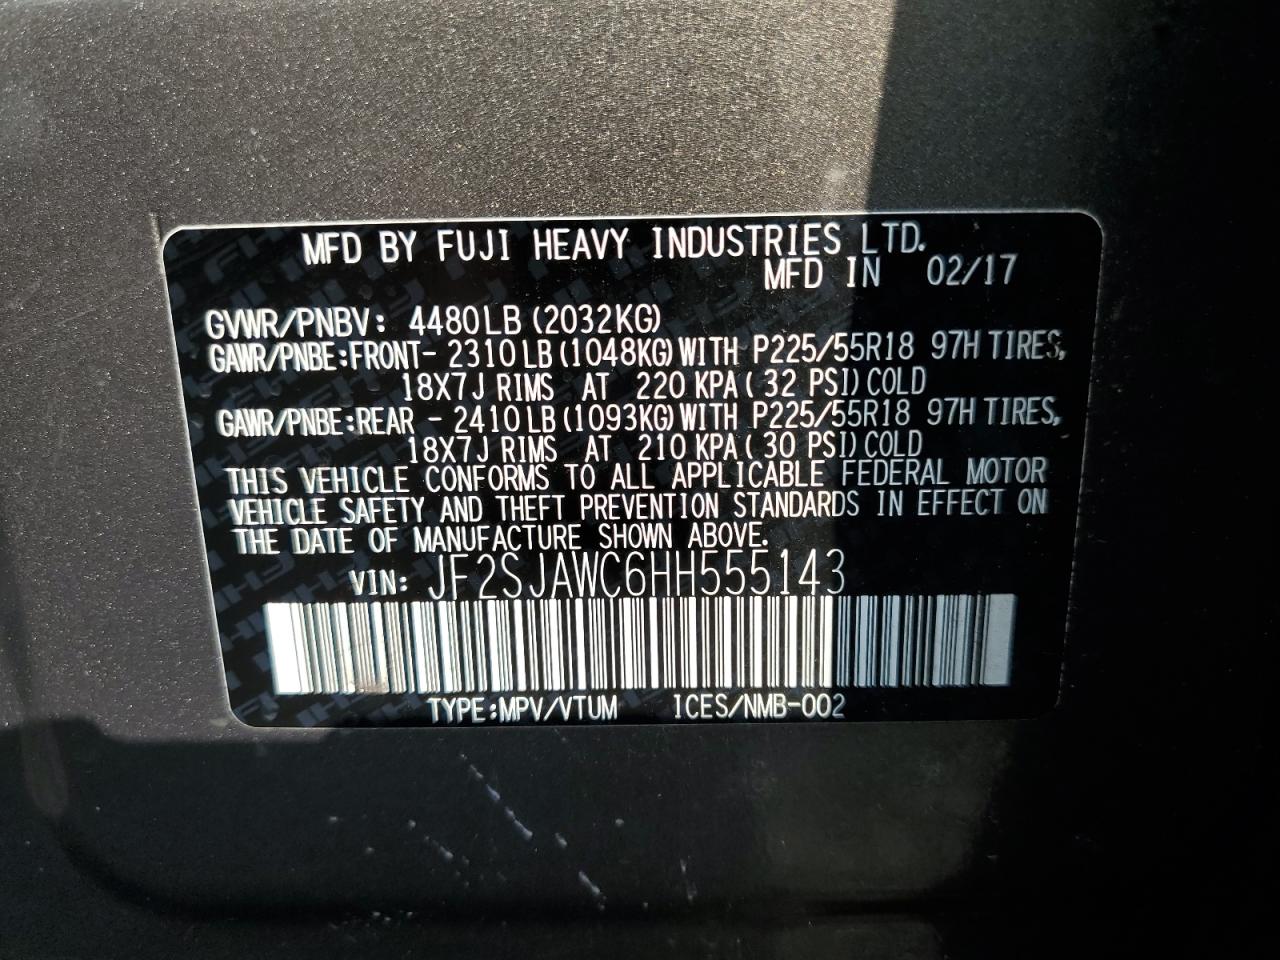 MFD BY FUJI HEAVY INDUSTRIES LTD.
MFD IN 02/17
GVWR/PNBV: 4480LB (2032KG)
GAWR/PNBE:FRONT- 2310LB (1048KG) WITH P225/55R18 97H TIRES,
18X7J RIMS AT 220 KPA ( 32 PSI) COLD
GAWR/PNBE:REAR - 2410LB (1093KG) WITH P225/55R18 97H TIRES,
18X7J RIMS AT 210 KPA ( 30 PSI) COLD
THIS VEHICLE CONFORMS TO ALL APPLICABLE FEDERAL MOTOR
VEHICLE SAFETY AND THEFT PREVENTION STANDARDS IN EFFECT ON
THE DATE OF MANUFACTURE SHOWN ABOVE.
VIN: JF2SJAWC6HH555143
TYPE:MPV/VTUM ICES/NMB-002